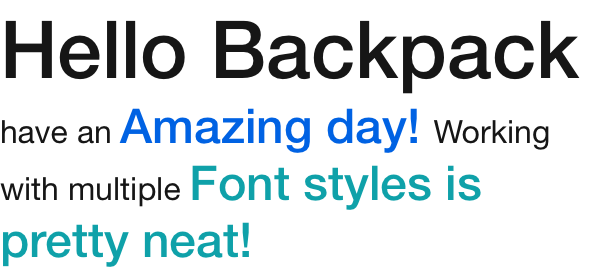 Hello Backpack
have an Amazing day! Working
with multiple Font styles is
pretty neat!